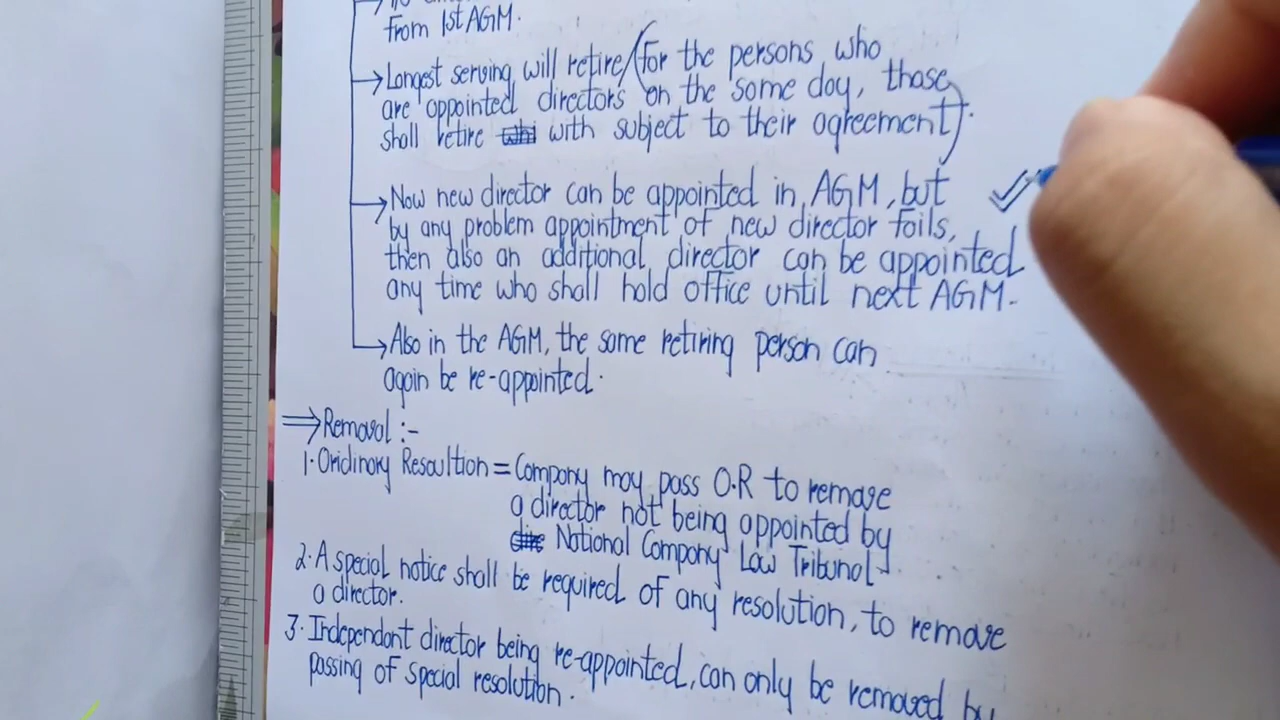 from 1st AGM.
→ Longest serving will retire/(for the persons who
are appointed directors on the same day, those
shall retire with subject to their agreement).
→ Now new director can be appointed in AGM, but
by any problem appointment of new director fails,
then also an additional director can be appointed
any time who shall hold office until next AGM.
→ Also in the AGM, the same retiring person can
again be re-appointed.
⇒ Removal :-
1. Oridinary Resoultion = Company may pass O.R to remove
a director not being appointed by
National Company Law Tribunal.
2. A special notice shall be required of any resolution, to remove
a director.
3. Independant director being re-appointed, can only be removed by
passing of special resolution.